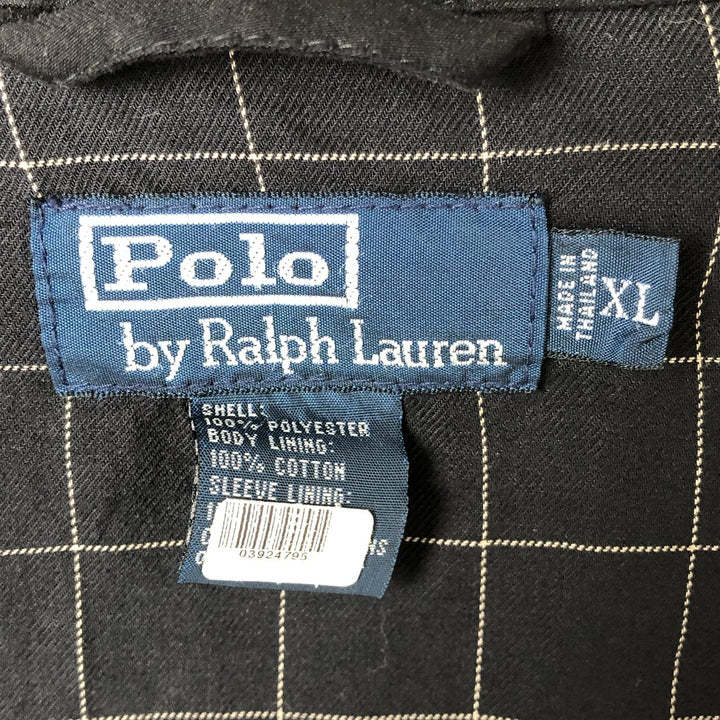 Polo
by Ralph Lauren
MADE IN
THAILAND
XL
SHELL:
100% POLYESTER
BODY LINING:
100% COTTON
SLEEVE LINING:
03924795